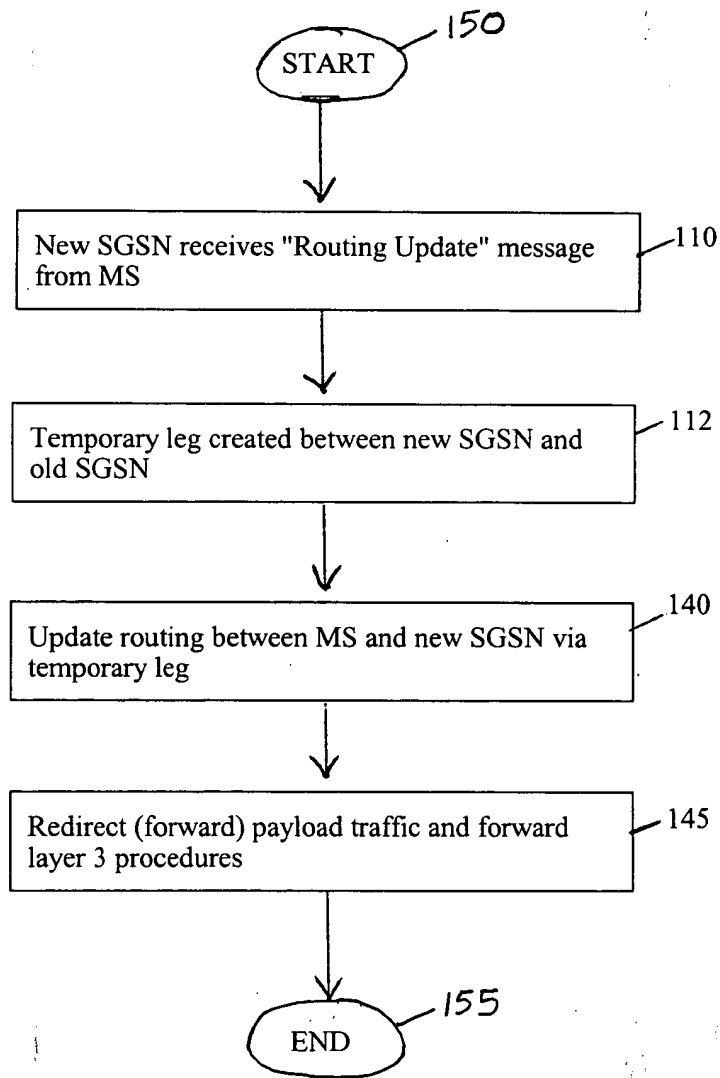 150
START
New SGSN receives "Routing Update" message
from MS
110
Temporary leg created between new SGSN and
old SGSN
112
Update routing between MS and new SGSN via
temporary leg
140
Redirect (forward) payload traffic and forward
layer 3 procedures
145
155
END